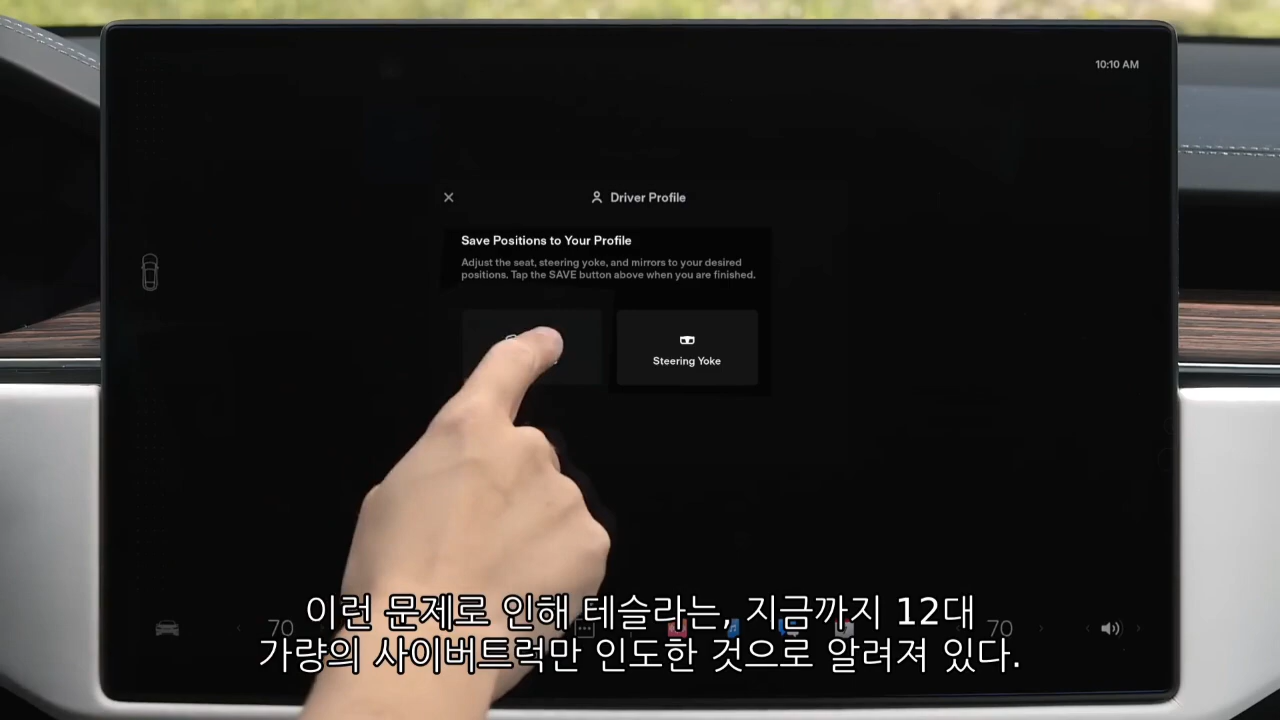 10:10 AM
Driver Profile
Save Positions to Your Profile
Adjust the seat, steering yoke, and mirrors to your desired
positions. Tap the SAVE button above when you are finished.
Steering Yoke
70
70
이런 문제로 인해 테슬라는, 지금까지 12대
가량의 사이버트럭만 인도한 것으로 알려져 있다.